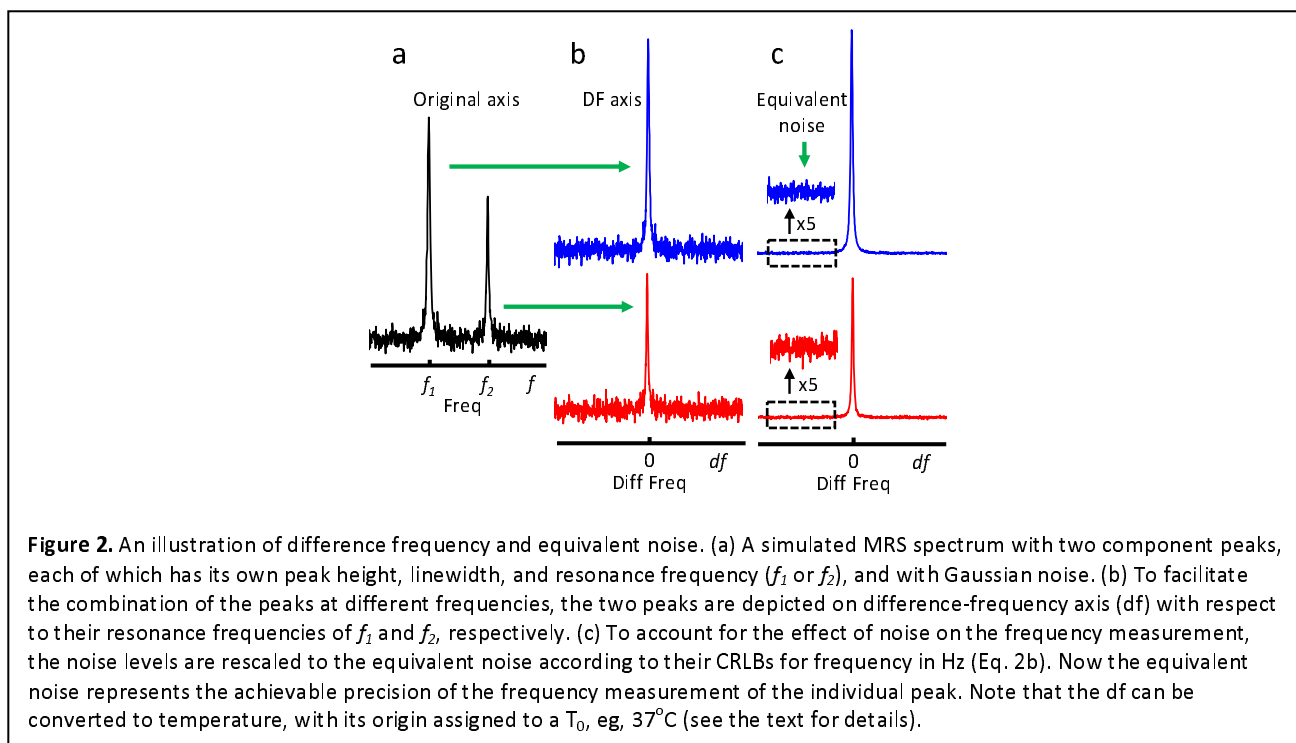 a
b
c
Original axis
DF axis
Equivalent
noise
x5
x5
f1
f2
f
Freq
0
df
Diff Freq
0
df
Diff Freq
Figure 2. An illustration of difference frequency and equivalent noise. (a) A simulated MRS spectrum with two component peaks,
each of which has its own peak height, linewidth, and resonance frequency (f1 or f2), and with Gaussian noise. (b) To facilitate
the combination of the peaks at different frequencies, the two peaks are depicted on difference-frequency axis (df) with respect
to their resonance frequencies of f1 and f2, respectively. (c) To account for the effect of noise on the frequency measurement,
the noise levels are rescaled to the equivalent noise according to their CRLBs for frequency in Hz (Eq. 2b). Now the equivalent
noise represents the achievable precision of the frequency measurement of the individual peak. Note that the df can be
converted to temperature, with its origin assigned to a T0, eg, 37°C (see the text for details).